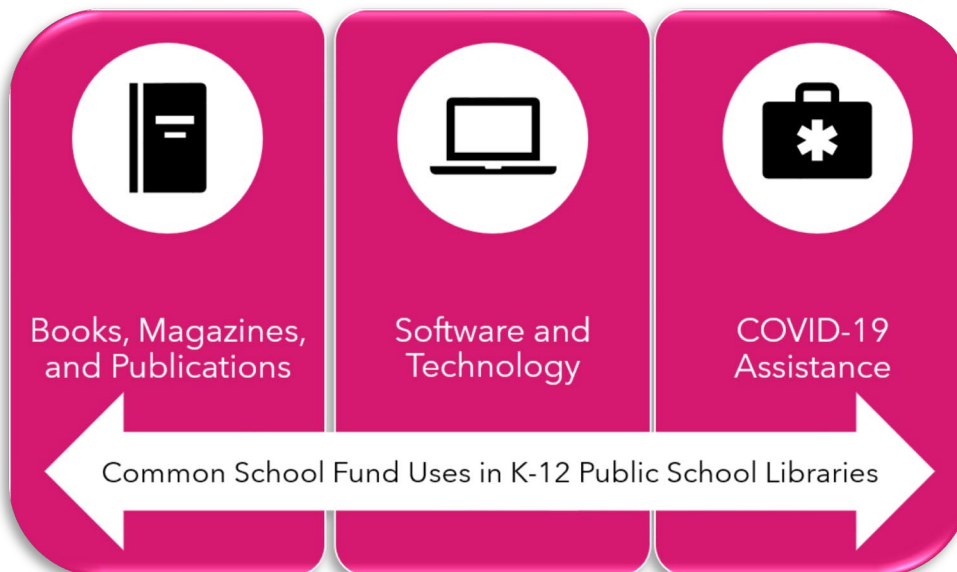 Books, Magazines,
and Publications
Software and
Technology
COVID-19
Assistance
Common School Fund Uses in K-12 Public School Libraries